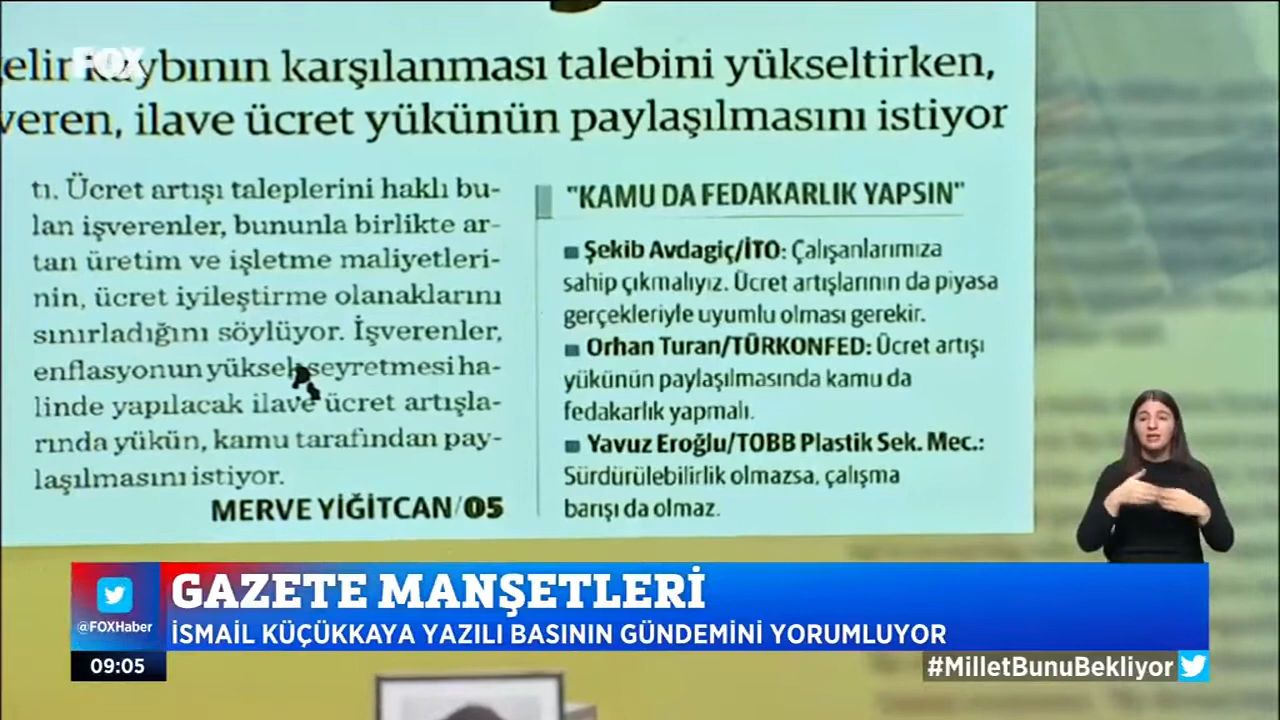 FOX
gelir kaybının karşılanması talebini yükseltirken,
veren, ilave ücret yükünün paylaşılmasını istiyor
tı. Ücret artışı taleplerini haklı bu-
lan işverenler, bununla birlikte ar-
tan üretim ve işletme maliyetleri-
nin, ücret iyileştirme olanaklarını
sınırladığını söylüyor. İşverenler,
enflasyonun yüksek seyretmesi ha-
linde yapılacak ilave ücret artışla-
rında yükün, kamu tarafından pay-
laşılmasını istiyor.
MERVE YİĞİTCAN/05
"KAMU DA FEDAKARLIK YAPSIN"
Şekib Avdagiç/İTO: Çalışanlarımıza
sahip çıkmalıyız. Ücret artışlarının da piyasa
gerçekleriyle uyumlu olması gerekir.
Orhan Turan/TÜRKONFED: Ücret artışı
yükünün paylaşılmasında kamu da
fedakarlık yapmalı.
Yavuz Eroğlu/TOBB Plastik Sek. Mec.:
Sürdürülebilirlik olmazsa, çalışma
barışı da olmaz.
GAZETE MANŞETLERİ
@FOXHaber
İSMAİL KÜÇÜKKAYA YAZILI BASININ GÜNDEMİNİ YORUMLUYOR
09:05
#MilletBunuBekliyor